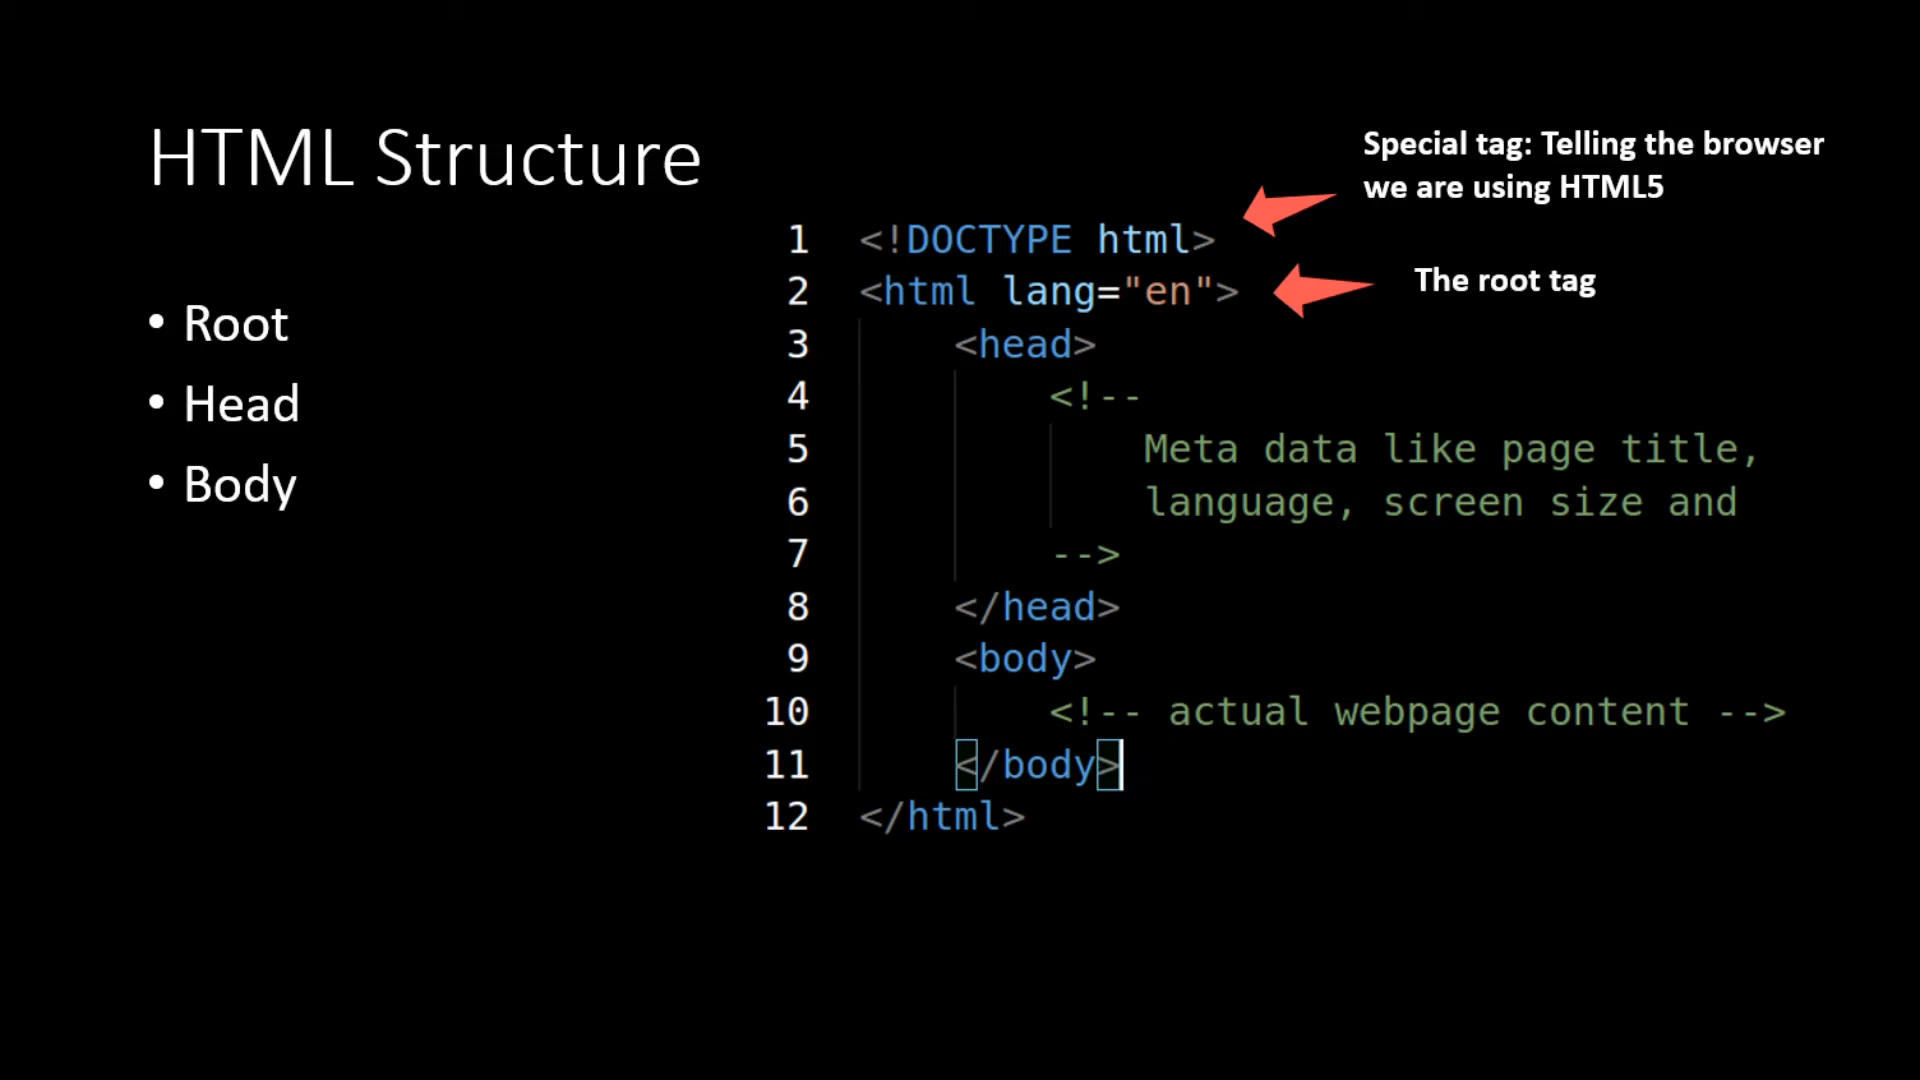 HTML Structure
• Root
• Head
• Body
Special tag: Telling the browser
we are using HTML5
The root tag
1 <!DOCTYPE html>
2 <html lang="en">
3 <head>
4 <!--
5 Meta data like page title,
6 language, screen size and
7 -->
8 </head>
9 <body>
10 <!-- actual webpage content -->
11 </body>
12 </html>